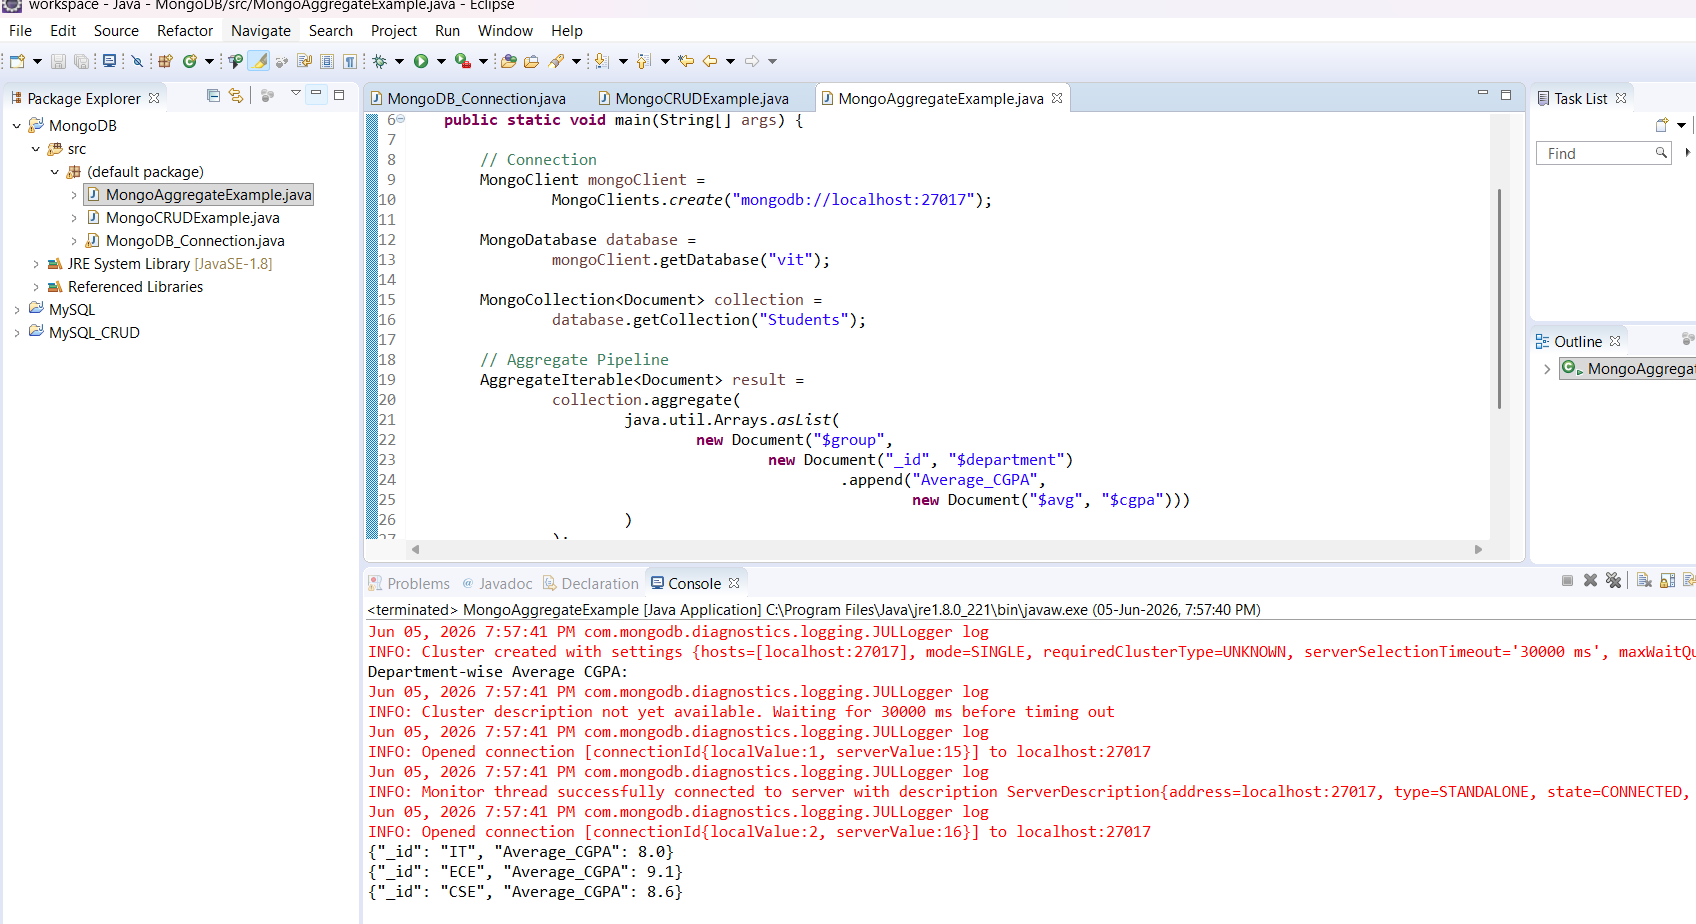 workspace - Java - MongoDB/src/MongoAggregateExample.java - Eclipse
File Edit Source Refactor Navigate Search Project Run Window Help
Package Explorer
MongoDB
src
(default package)
MongoAggregateExample.java
MongoCRUDExample.java
MongoDB_Connection.java
JRE System Library [JavaSE-1.8]
Referenced Libraries
MySQL
MySQL_CRUD
MongoDB_Connection.java MongoCRUDExample.java MongoAggregateExample.java
6 public static void main(String[] args) {
7
8 // Connection
9 MongoClient mongoClient =
10 MongoClients.create("mongodb://localhost:27017");
11
12 MongoDatabase database =
13 mongoClient.getDatabase("vit");
14
15 MongoCollection<Document> collection =
16 database.getCollection("Students");
17
18 // Aggregate Pipeline
19 AggregateIterable<Document> result =
20 collection.aggregate(
21 java.util.Arrays.asList(
22 new Document("$group",
23 new Document("_id", "$department")
24 .append("Average_CGPA",
25 new Document("$avg", "$cgpa")))
26 )
27 );
Task List
Find
Outline
MongoAggregat
Problems @ Javadoc Declaration Console
<terminated> MongoAggregateExample [Java Application] C:\Program Files\Java\jre1.8.0_221\bin\javaw.exe (05-Jun-2026, 7:57:40 PM)
Jun 05, 2026 7:57:41 PM com.mongodb.diagnostics.logging.JULLogger log
INFO: Cluster created with settings {hosts=[localhost:27017], mode=SINGLE, requiredClusterType=UNKNOWN, serverSelectionTimeout='30000 ms', maxWaitQu
Department-wise Average CGPA:
Jun 05, 2026 7:57:41 PM com.mongodb.diagnostics.logging.JULLogger log
INFO: Cluster description not yet available. Waiting for 30000 ms before timing out
Jun 05, 2026 7:57:41 PM com.mongodb.diagnostics.logging.JULLogger log
INFO: Opened connection [connectionId{localValue:1, serverValue:15}] to localhost:27017
Jun 05, 2026 7:57:41 PM com.mongodb.diagnostics.logging.JULLogger log
INFO: Monitor thread successfully connected to server with description ServerDescription{address=localhost:27017, type=STANDALONE, state=CONNECTED,
Jun 05, 2026 7:57:41 PM com.mongodb.diagnostics.logging.JULLogger log
INFO: Opened connection [connectionId{localValue:2, serverValue:16}] to localhost:27017
{"_id": "IT", "Average_CGPA": 8.0}
{"_id": "ECE", "Average_CGPA": 9.1}
{"_id": "CSE", "Average_CGPA": 8.6}